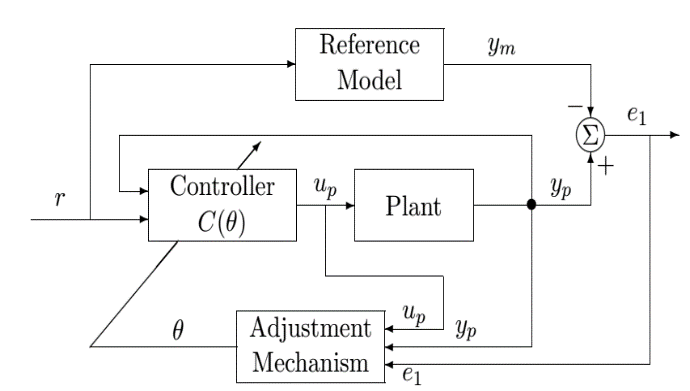 Reference
Model
y_m
−
e_1
Σ
+
r
Controller
C(θ)
u_p
Plant
y_p
θ
Adjustment
Mechanism
u_p
y_p
e_1